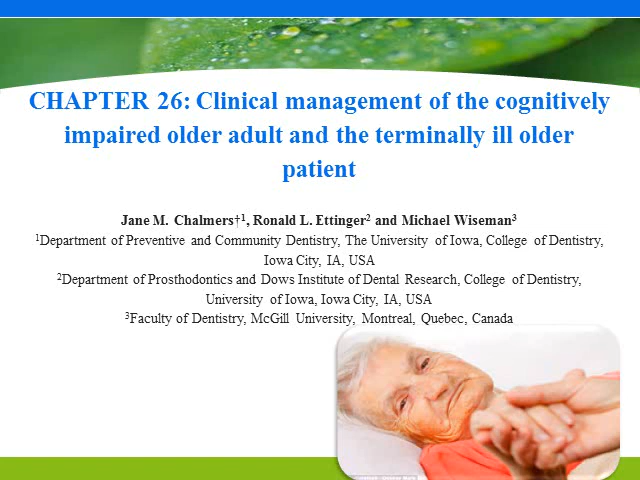 CHAPTER 26: Clinical management of the cognitively
impaired older adult and the terminally ill older
patient
Jane M. Chalmers†¹, Ronald L. Ettinger² and Michael Wiseman³
¹Department of Preventive and Community Dentistry, The University of Iowa, College of Dentistry,
Iowa City, IA, USA
²Department of Prosthodontics and Dows Institute of Dental Research, College of Dentistry,
University of Iowa, Iowa City, IA, USA
³Faculty of Dentistry, McGill University, Montreal, Quebec, Canada